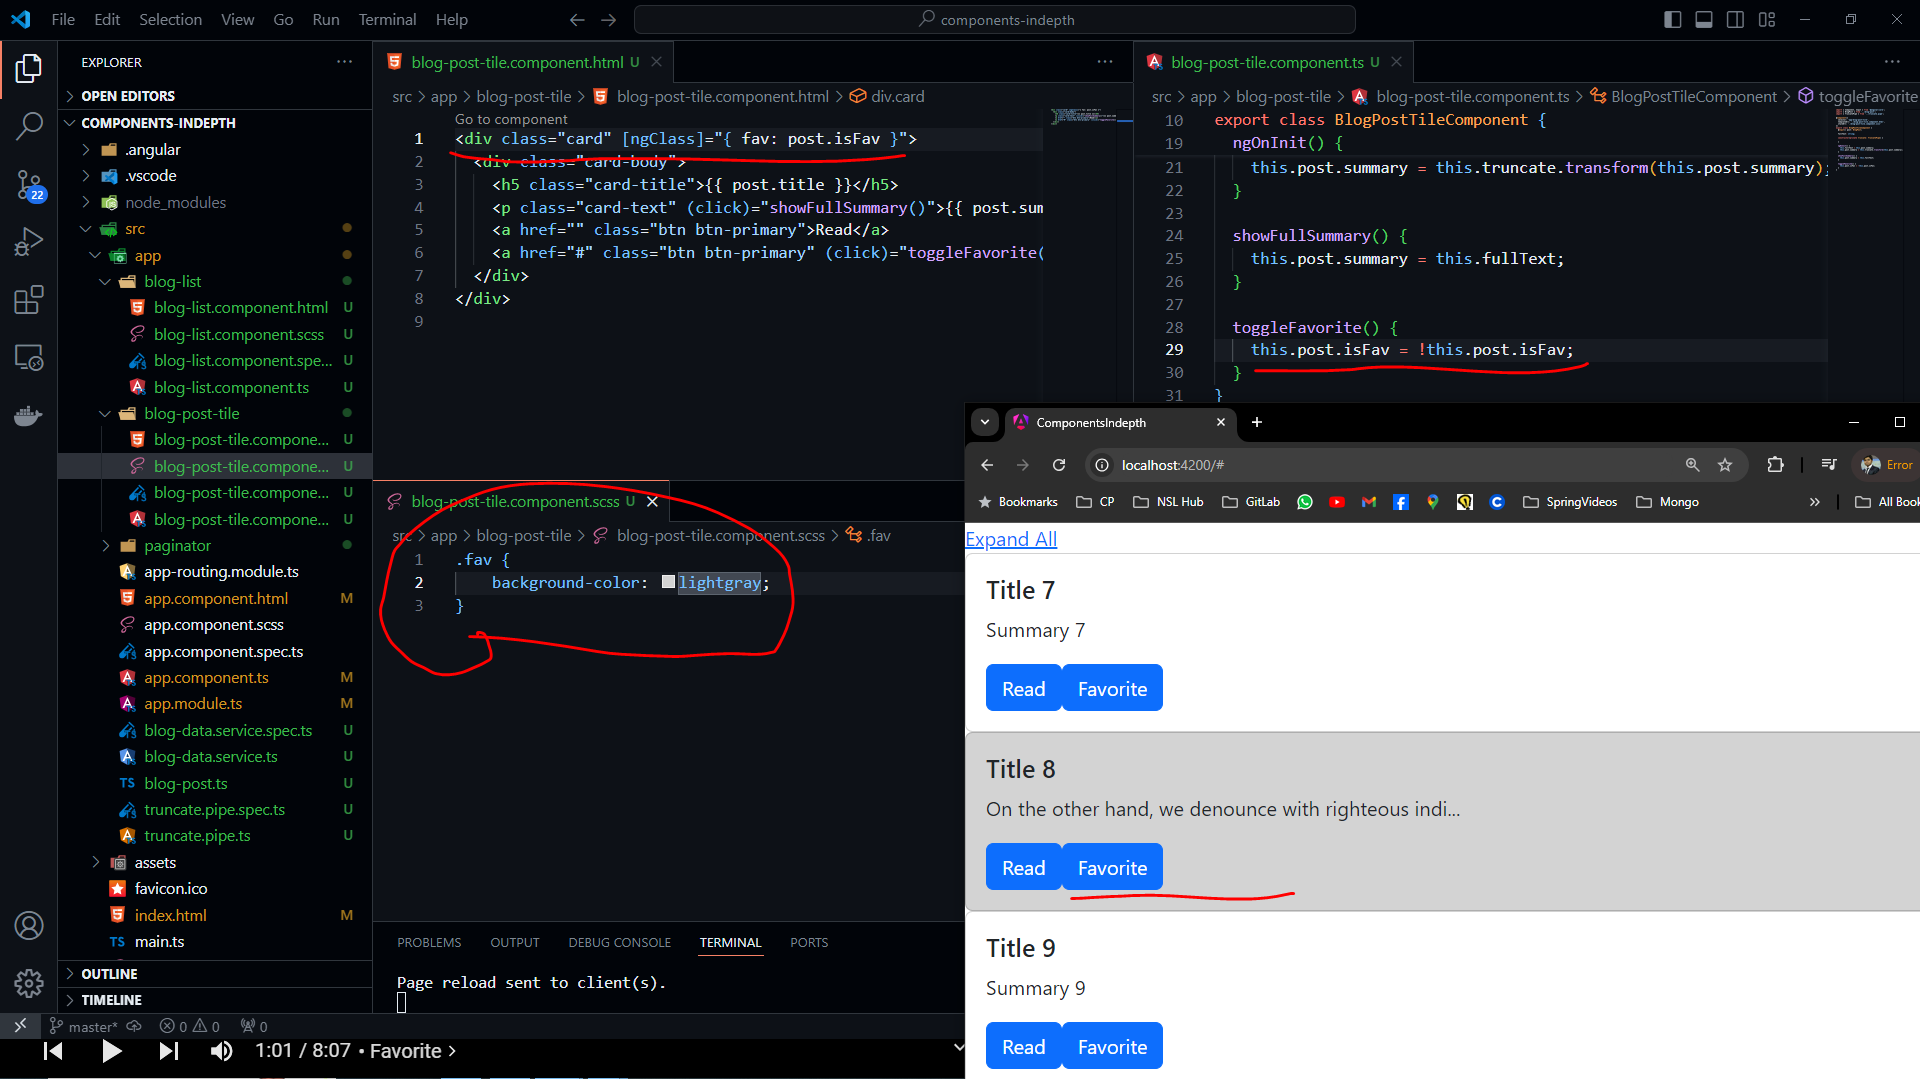 File Edit Selection View Go Run Terminal Help
components-indepth
EXPLORER
OPEN EDITORS
COMPONENTS-INDEPTH
.angular
.vscode
node_modules
src
app
blog-list
blog-list.component.html U
blog-list.component.scss U
blog-list.component.spe... U
blog-list.component.ts U
blog-post-tile
blog-post-tile.compone... U
blog-post-tile.compone... U
blog-post-tile.compone... U
blog-post-tile.compone... U
paginator
app-routing.module.ts
app.component.html M
app.component.scss
app.component.spec.ts
app.component.ts M
app.module.ts M
blog-data.service.spec.ts U
blog-data.service.ts U
TS blog-post.ts U
truncate.pipe.spec.ts U
truncate.pipe.ts U
assets
favicon.ico
index.html M
TS main.ts
OUTLINE
TIMELINE
22
blog-post-tile.component.html U
src > app > blog-post-tile > blog-post-tile.component.html > div.card
Go to component
1 <div class="card" [ngClass]="{ fav: post.isFav }">
2 <div class="card-body">
3 <h5 class="card-title">{{ post.title }}</h5>
4 <p class="card-text" (click)="showFullSummary()">{{ post.sum
5 <a href="" class="btn btn-primary">Read</a>
6 <a href="#" class="btn btn-primary" (click)="toggleFavorite(
7 </div>
8 </div>
9
blog-post-tile.component.ts U
src > app > blog-post-tile > blog-post-tile.component.ts > BlogPostTileComponent > toggleFavorite
10 export class BlogPostTileComponent {
19 ngOnInit() {
21 this.post.summary = this.truncate.transform(this.post.summary);
22 }
23
24 showFullSummary() {
25 this.post.summary = this.fullText;
26 }
27
28 toggleFavorite() {
29 this.post.isFav = !this.post.isFav;
30 }
31 }
blog-post-tile.component.scss U
src > app > blog-post-tile > blog-post-tile.component.scss > .fav
1 .fav {
2 background-color: lightgray;
3 }
PROBLEMS OUTPUT DEBUG CONSOLE TERMINAL PORTS
Page reload sent to client(s).
master* 0 0 0
1:01 / 8:07 • Favorite >
ComponentsIndepth
localhost:4200/#
Error
Bookmarks CP NSL Hub GitLab SpringVideos Mongo » All Book
Expand All
Title 7
Summary 7
Read Favorite
Title 8
On the other hand, we denounce with righteous indi...
Read Favorite
Title 9
Summary 9
Read Favorite